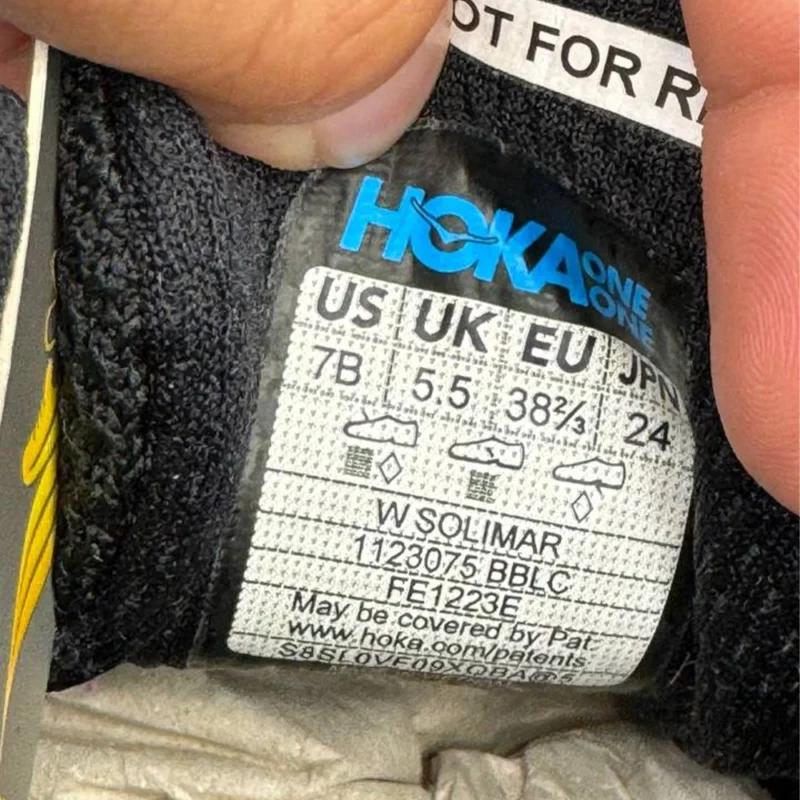 OT FOR R
HOKA ONE ONE
US UK EU JPN
7B 5.5 38⅔ 24
W SOLIMAR
1123075 BBLC
FE1223E
May be covered by Pat.
www.hoka.com/patents